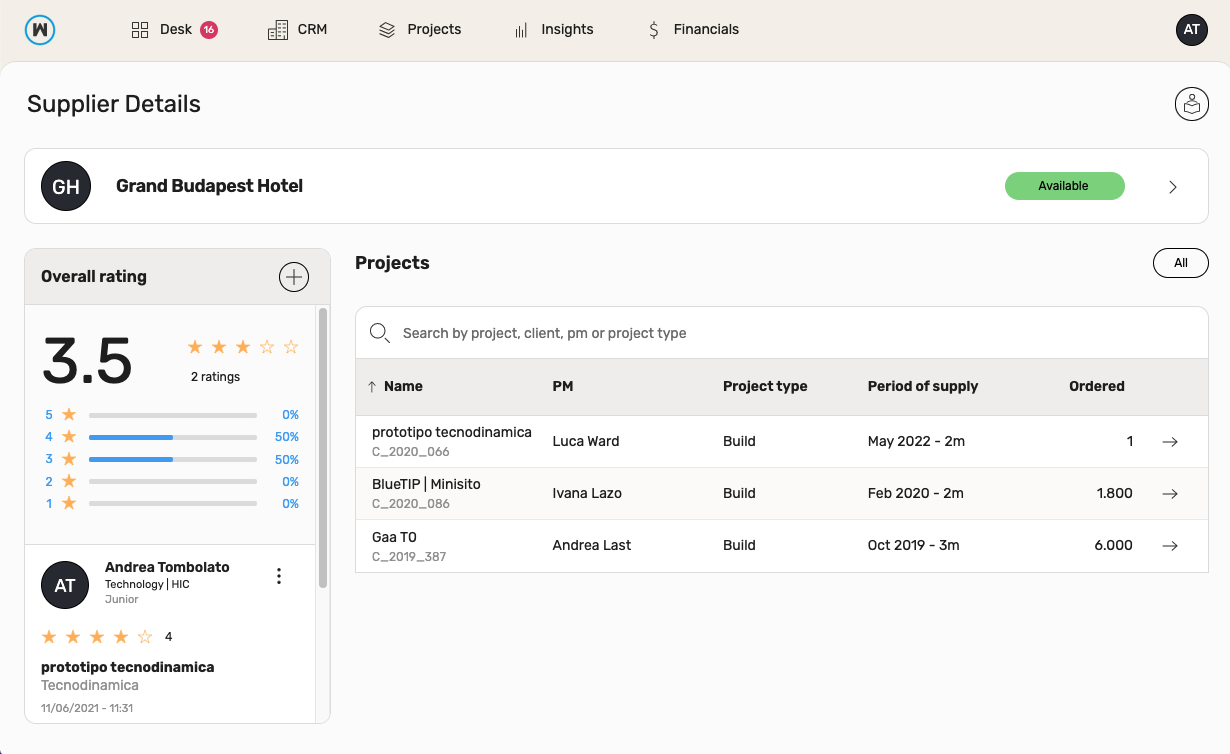 W
Desk 16
CRM
Projects
Insights
$ Financials
AT
Supplier Details
GH
Grand Budapest Hotel
Available
Overall rating
3.5
2 ratings
5 0%
4 50%
3 50%
2 0%
1 0%
AT
Andrea Tombolato
Technology | HIC
Junior
4
prototipo tecnodinamica
Tecnodinamica
11/06/2021 - 11:31
Projects
All
Search by project, client, pm or project type
Name PM Project type Period of supply Ordered
prototipo tecnodinamica
C_2020_066
Luca Ward Build May 2022 - 2m 1
BlueTIP | Minisito
C_2020_086
Ivana Lazo Build Feb 2020 - 2m 1.800
Gaa TO
C_2019_387
Andrea Last Build Oct 2019 - 3m 6.000